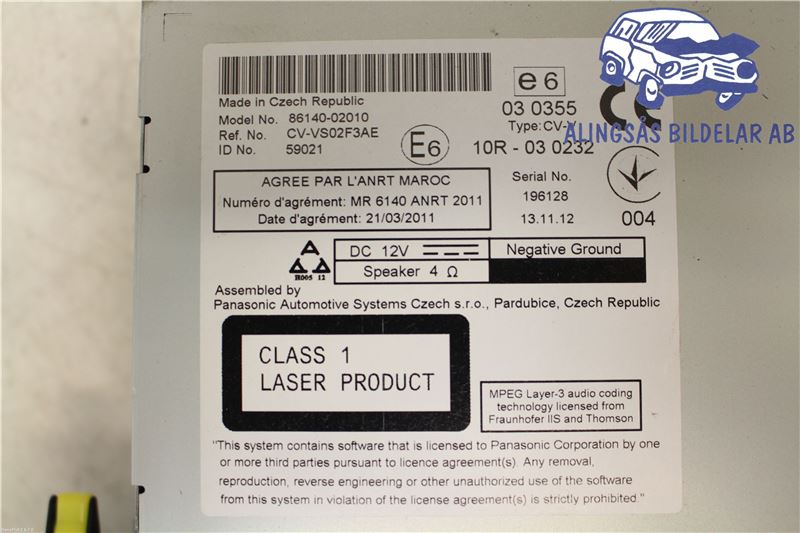 Made in Czech Republic
Model No. 86140-02010
Ref. No. CV-VS02F3AE
ID No. 59021
E6
e6
03 0355
Type: CV-V
CE
ALINGSÅS BILDELAR AB
10R - 03 0232
AGREE PAR L'ANRT MAROC
Numéro d'agrément: MR 6140 ANRT 2011
Date d'agrément: 21/03/2011
Serial No.
196128
13.11.12
004
A
A A
R005 12
DC 12V
Negative Ground
Speaker 4 Ω
Assembled by
Panasonic Automotive Systems Czech s.r.o., Pardubice, Czech Republic
CLASS 1
LASER PRODUCT
MPEG Layer-3 audio coding
technology licensed from
Fraunhofer IIS and Thomson
"This system contains software that is licensed to Panasonic Corporation by one
or more third parties pursuant to licence agreement(s). Any removal,
reproduction, reverse engineering or other unauthorized use of the software
from this system in violation of the license agreement(s) is strictly prohibited."